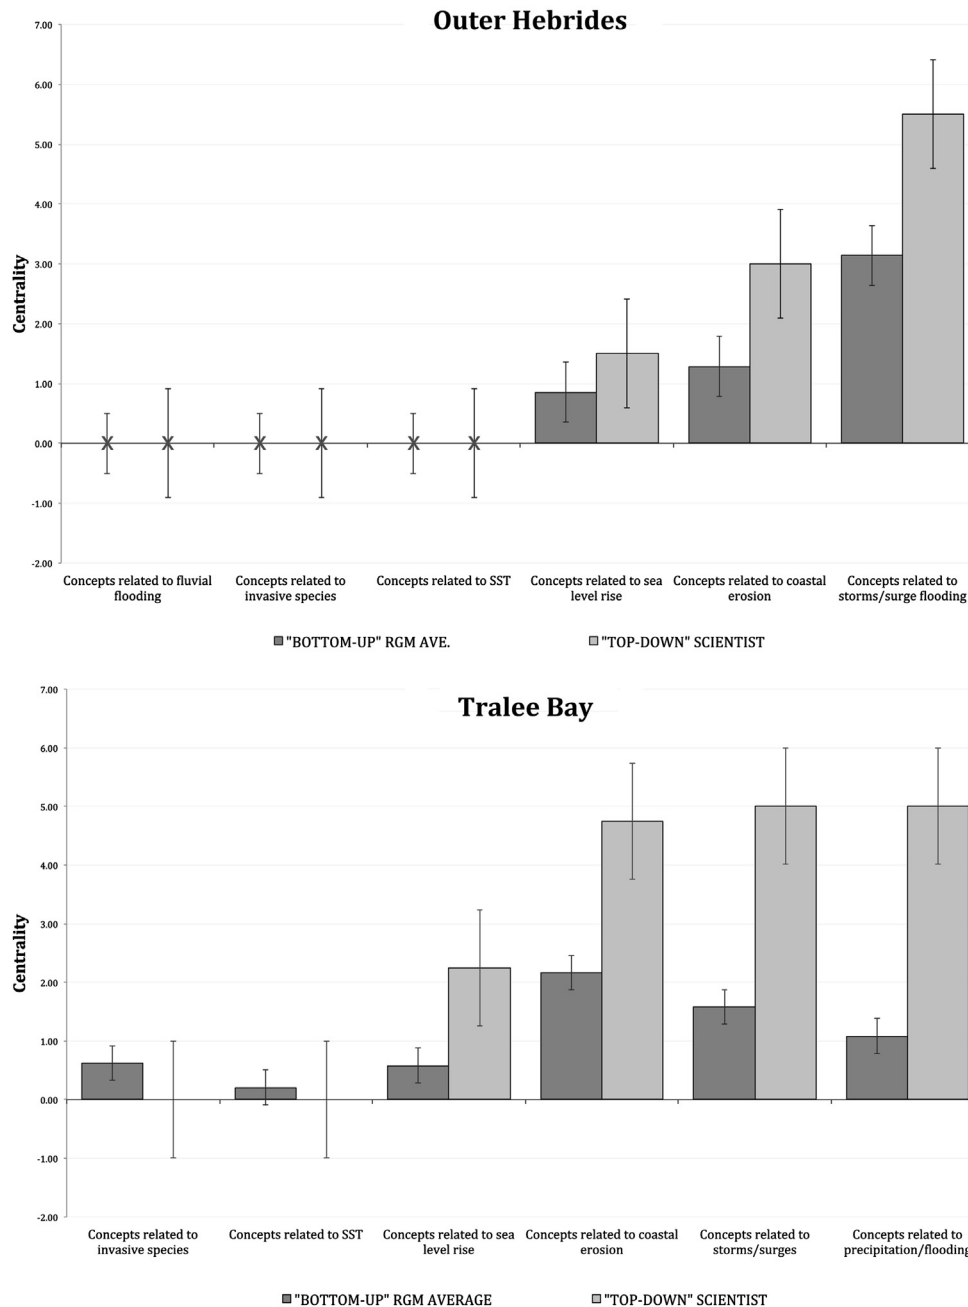 Outer Hebrides
7.00
6.00
5.00
4.00
3.00
2.00
1.00
0.00
-1.00
-2.00
Centrality
X X X X X X
Concepts related to fluvial flooding
Concepts related to invasive species
Concepts related to SST
Concepts related to sea level rise
Concepts related to coastal erosion
Concepts related to storms/surge flooding
"BOTTOM-UP" RGM AVE.
"TOP-DOWN" SCIENTIST
Tralee Bay
7.00
6.00
5.00
4.00
3.00
2.00
1.00
0.00
-1.00
-2.00
Centrality
Concepts related to invasive species
Concepts related to SST
Concepts related to sea level rise
Concepts related to coastal erosion
Concepts related to storms/surges
Concepts related to precipitation/flooding
"BOTTOM-UP" RGM AVERAGE
"TOP-DOWN" SCIENTIST